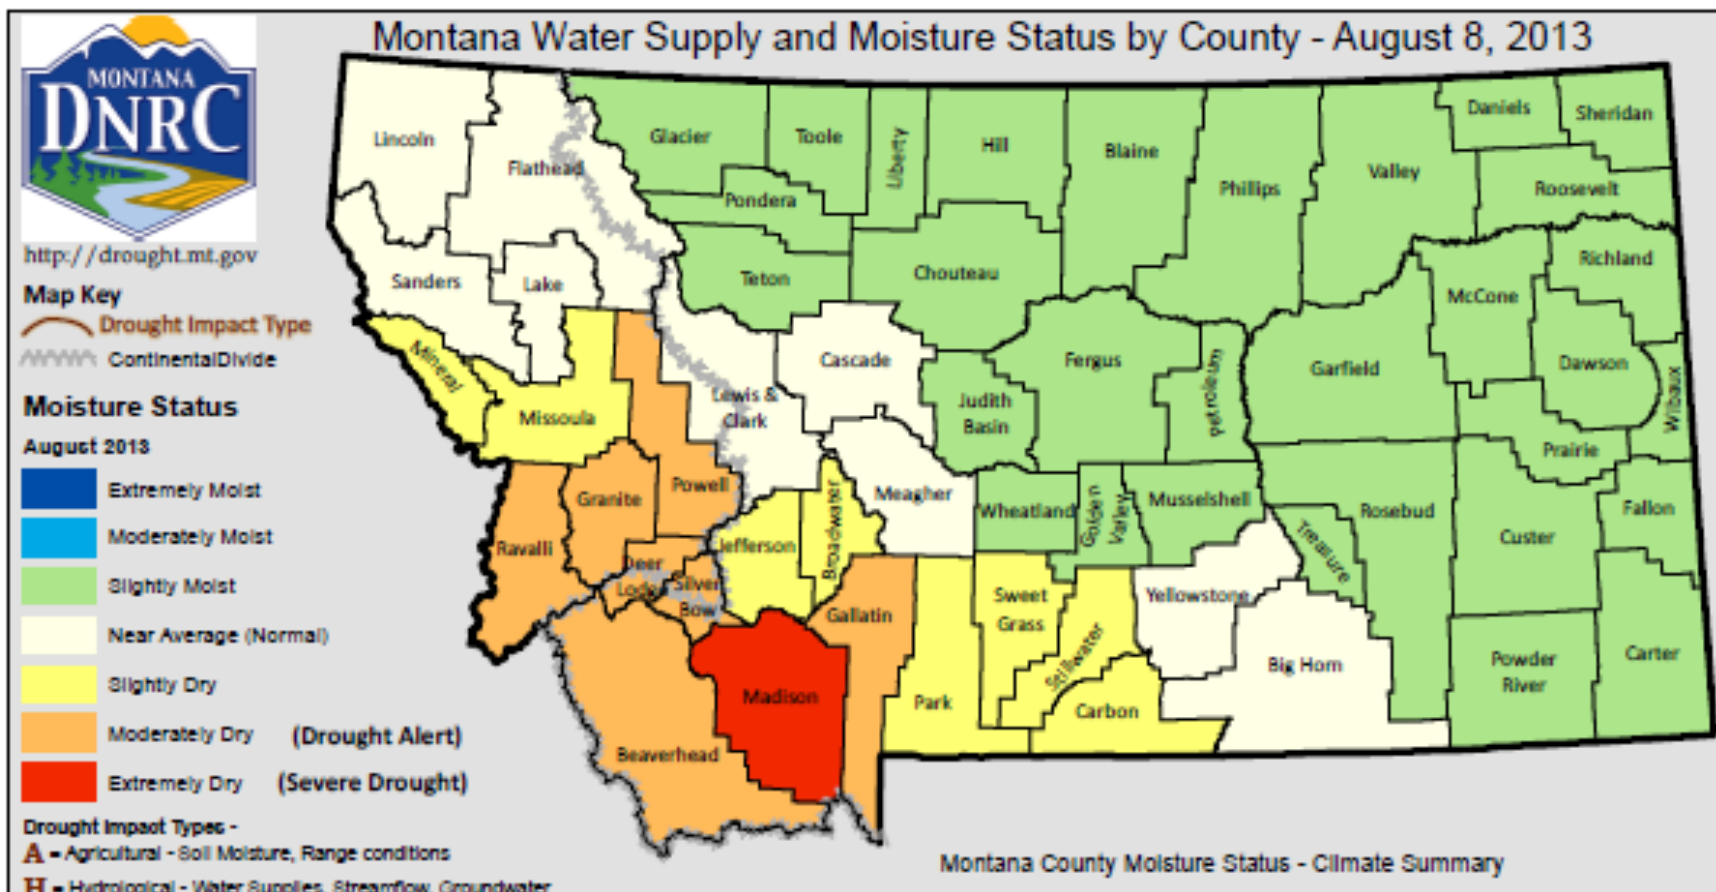 Montana Water Supply and Moisture Status by County - August 8, 2013
MONTANA
DNRC
http://drought.mt.gov
Map Key
Drought Impact Type
ContinentalDivide
Moisture Status
August 2013
Extremely Moist
Moderately Moist
Slightly Moist
Near Average (Normal)
Slightly Dry
Moderately Dry (Drought Alert)
Extremely Dry (Severe Drought)
Drought Impact Types -
A - Agricultural - Soil Moisture, Range conditions
H - Hydrological - Water Supplies, Streamflow, Groundwater
Lincoln
Flathead
Glacier
Toole
Liberty
Hill
Blaine
Phillips
Valley
Daniels
Sheridan
Roosevelt
Pondera
Sanders
Lake
Teton
Chouteau
Richland
McCone
Mineral
Missoula
Lewis &
Clark
Cascade
Judith
Basin
Fergus
Petroleum
Garfield
Dawson
Wibaux
Prairie
Ravalli
Granite
Powell
Deer
Lodge
Silver
Bow
Jefferson
Broadwater
Meagher
Wheatland
Golden
Valley
Musselshell
Treasure
Rosebud
Custer
Fallon
Beaverhead
Madison
Gallatin
Park
Sweet
Grass
Stillwater
Carbon
Yellowstone
Big Horn
Powder
River
Carter
Montana County Moisture Status - Climate Summary